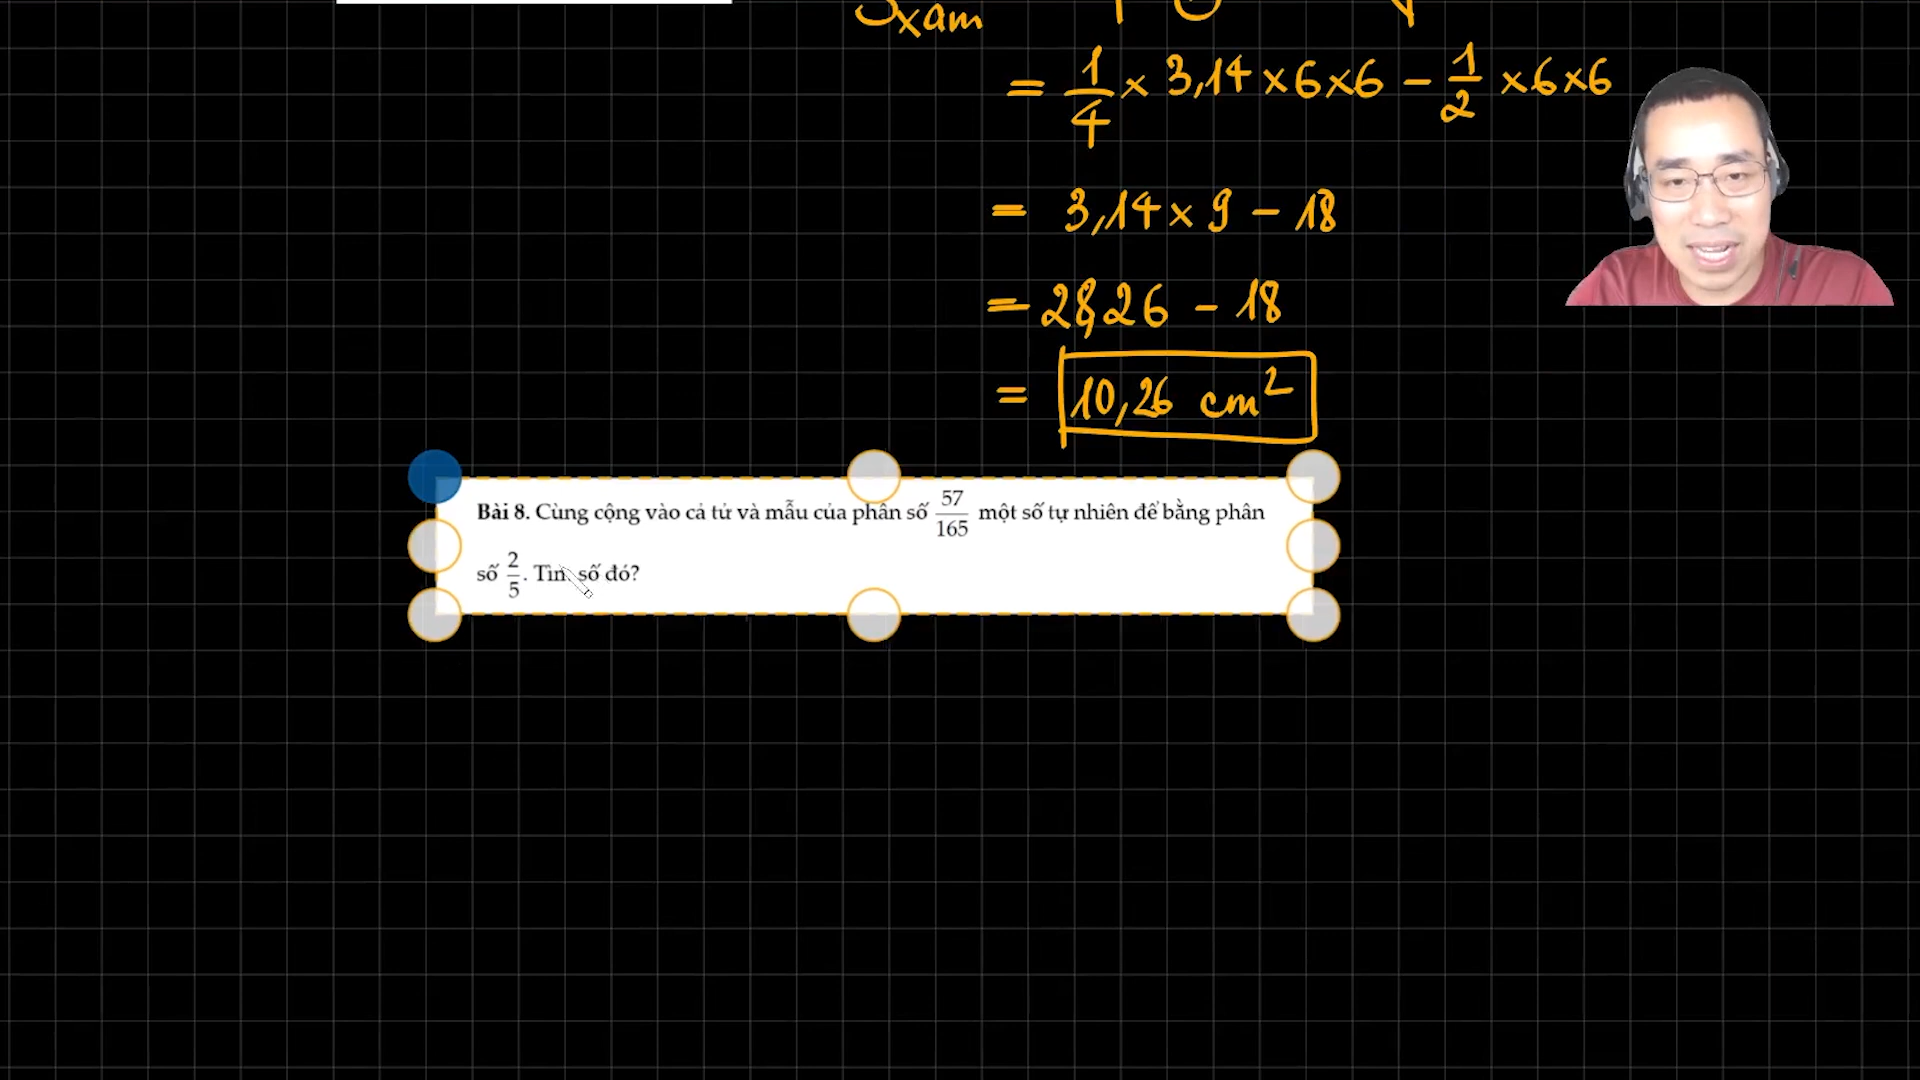 xám
= 1/4 × 3,14 × 6 × 6 − 1/2 × 6 × 6
= 3,14 × 9 − 18
= 28,26 − 18
= 10,26 cm²
Bài 8. Cùng cộng vào cả tử và mẫu của phân số 57/165 một số tự nhiên để bằng phân
số 2/5. Tìm số đó?